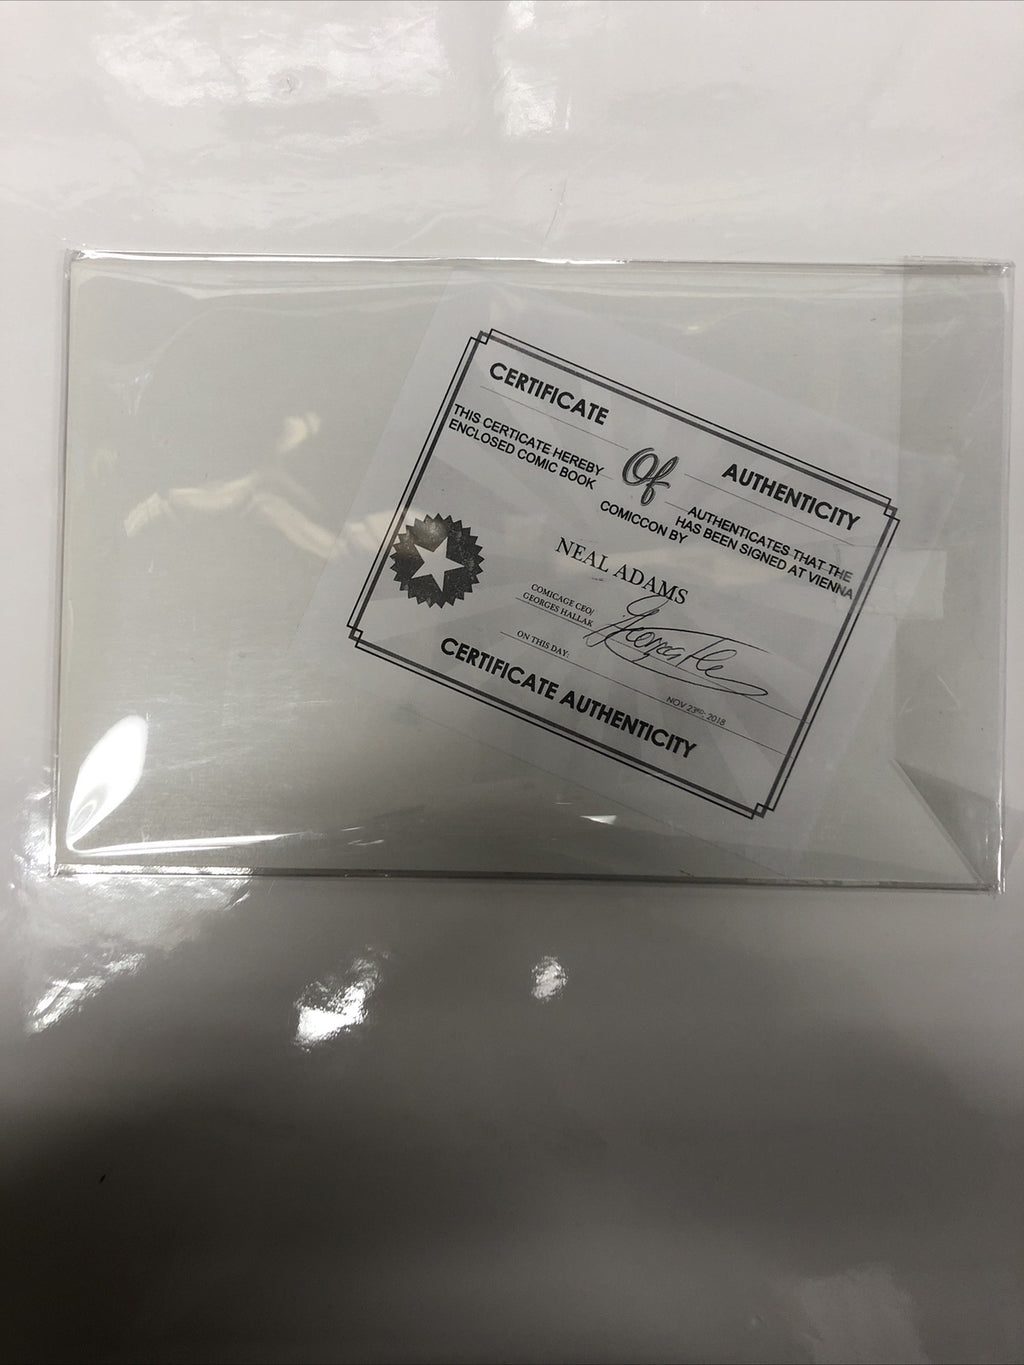 CERTIFICATE
Of
AUTHENTICITY
THIS CERTICATE HEREBY AUTHENTICATES THAT THE
ENCLOSED COMIC BOOK HAS BEEN SIGNED AT VIENNA
COMICCON BY
NEAL ADAMS
COMICAGE CEO/
GEORGES HALLAK
ON THIS DAY:
NOV 23RD, 2018
CERTIFICATE AUTHENTICITY